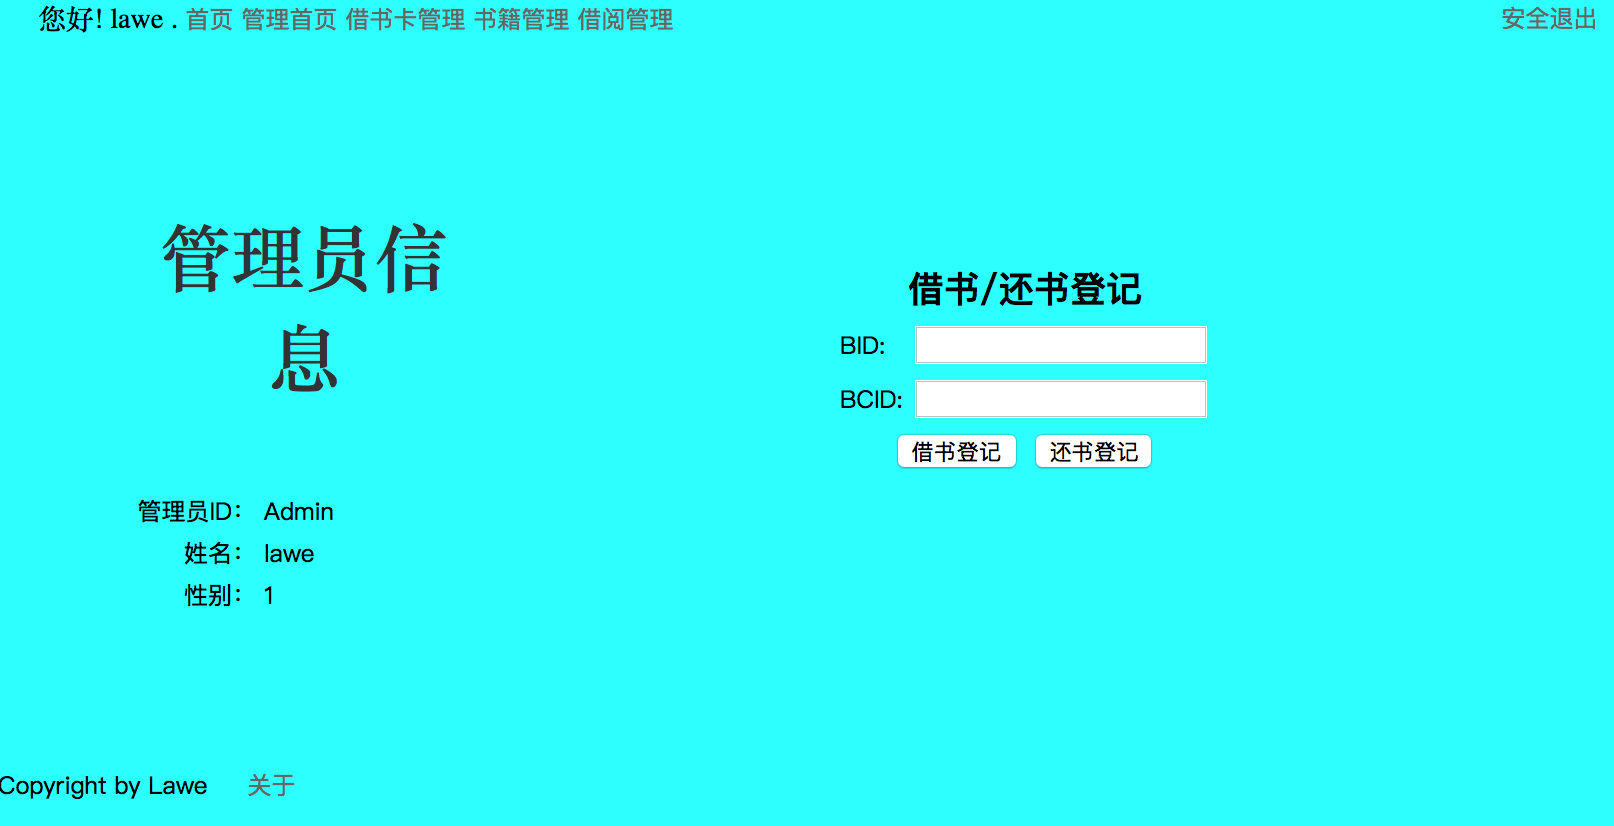 您好! lawe . 首页 管理首页 借书卡管理 书籍管理 借阅管理 安全退出
管理员信
息
管理员ID： Admin
姓名： lawe
性别： 1
借书/还书登记
BID:
BCID:
借书登记 还书登记
Copyright by Lawe 关于